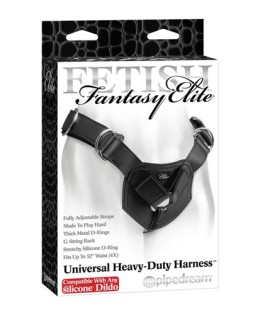 FETISH
Fantasy Elite
Fully Adjustable Straps
Made To Play Hard
Thick Metal D-Rings
G-String Back
Stretchy Silicone O-Ring
Fits Up To 52" Waist (4X)
Universal Heavy-Duty Harness™
Compatible With Any
silicone Dildo
pipedream